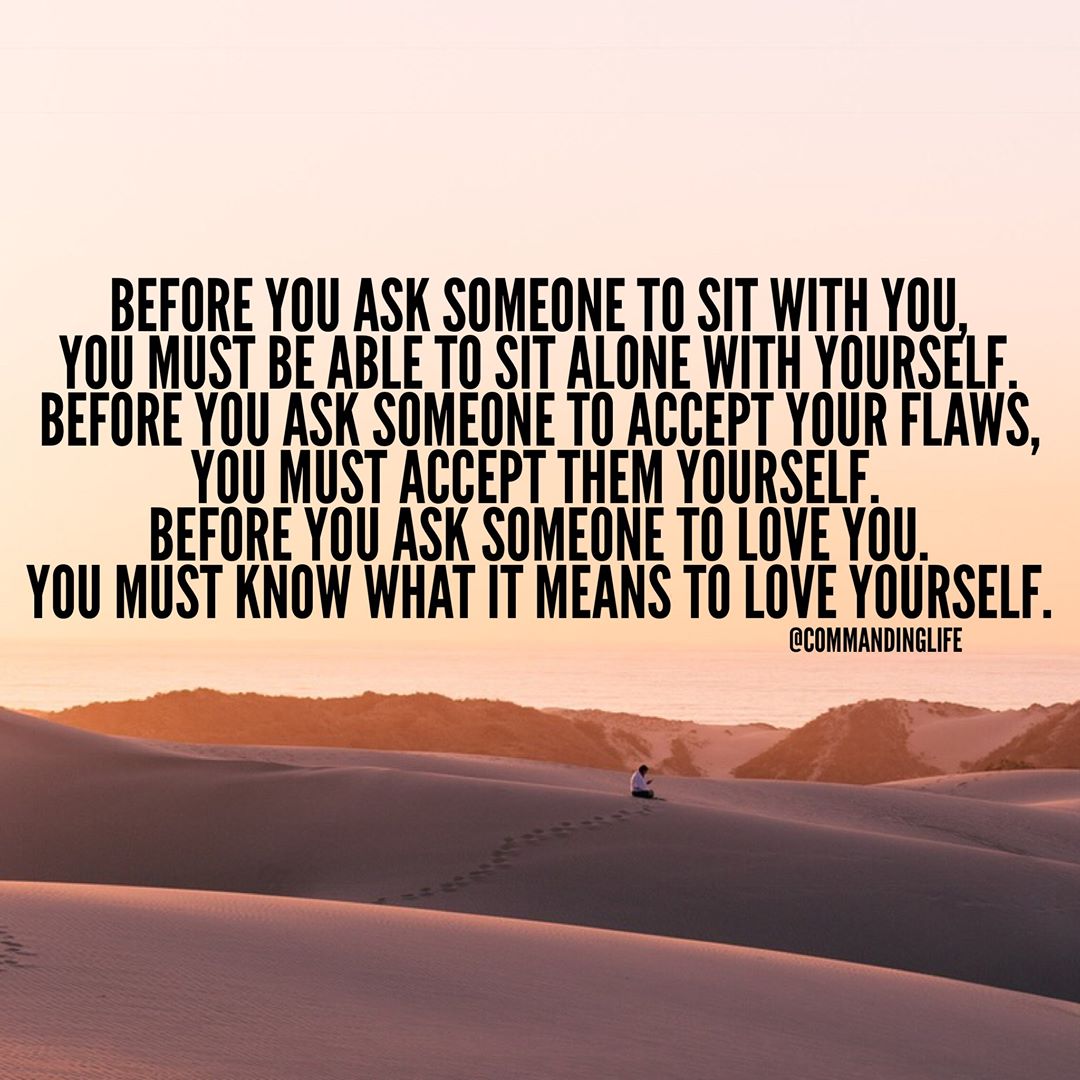 BEFORE YOU ASK SOMEONE TO SIT WITH YOU,
YOU MUST BE ABLE TO SIT ALONE WITH YOURSELF.
BEFORE YOU ASK SOMEONE TO ACCEPT YOUR FLAWS,
YOU MUST ACCEPT THEM YOURSELF.
BEFORE YOU ASK SOMEONE TO LOVE YOU.
YOU MUST KNOW WHAT IT MEANS TO LOVE YOURSELF.
@COMMANDINGLIFE